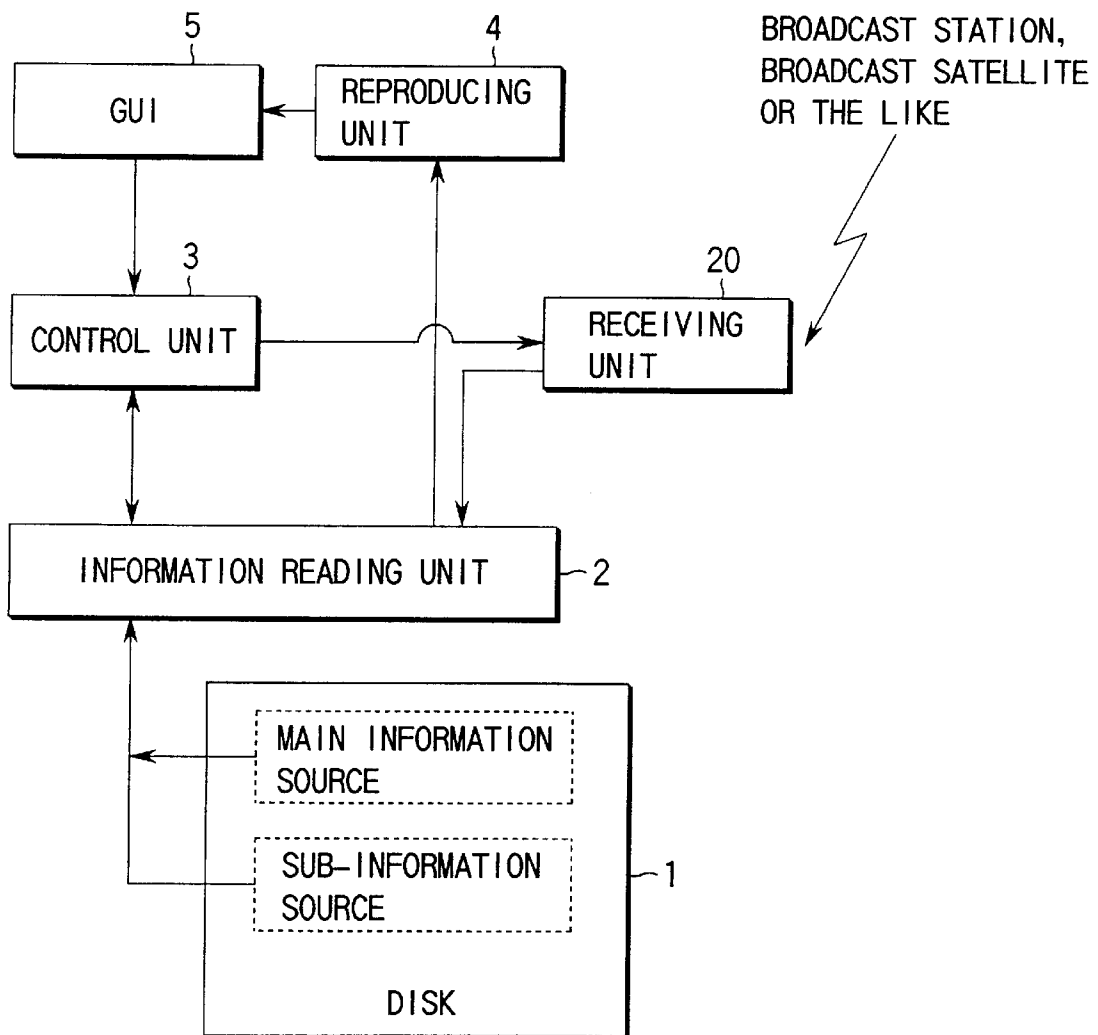 5
4
BROADCAST STATION,
BROADCAST SATELLITE
OR THE LIKE
GUI
REPRODUCING
UNIT
3
20
CONTROL UNIT
RECEIVING
UNIT
INFORMATION READING UNIT
2
MAIN INFORMATION
SOURCE
SUB-INFORMATION
SOURCE
1
DISK